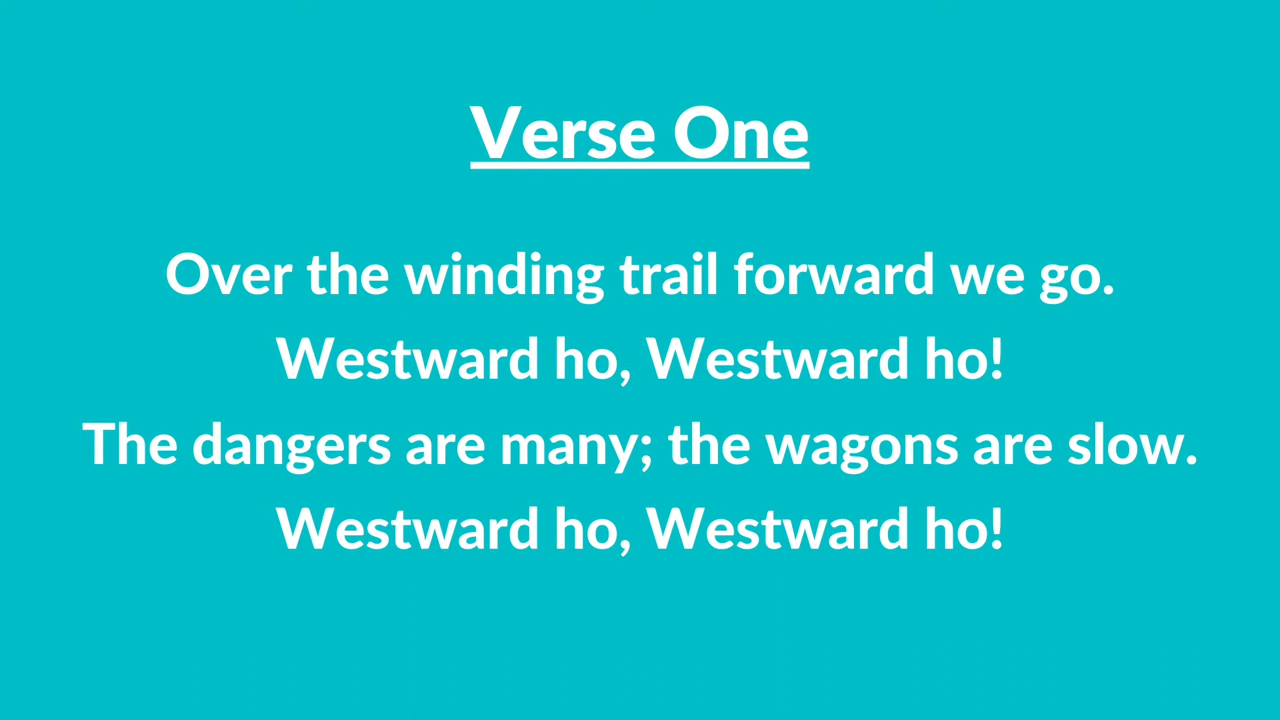 Verse One
Over the winding trail forward we go.
Westward ho, Westward ho!
The dangers are many; the wagons are slow.
Westward ho, Westward ho!